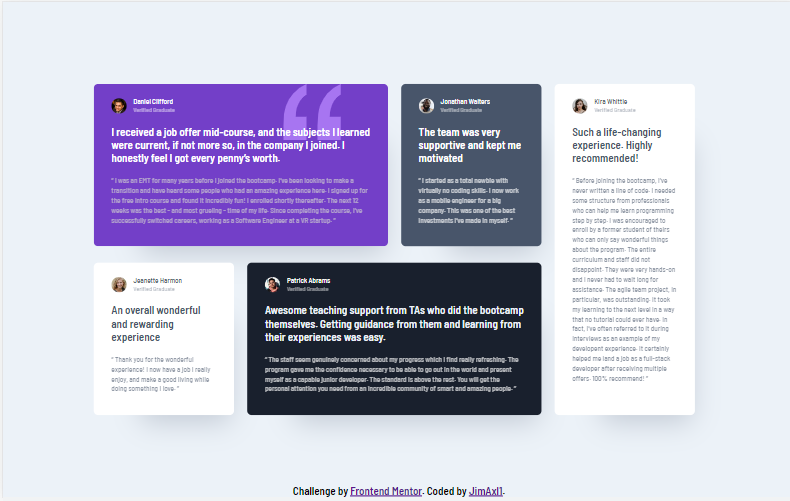 Daniel Clifford
Verified Graduate
I received a job offer mid-course, and the subjects I learned
were current, if not more so, in the company I joined. I
honestly feel I got every penny's worth.
“ I was an EMT for many years before I joined the bootcamp. I've been looking to make a
transition and have heard some people who had an amazing experience here. I signed up for
the free intro course and found it incredibly fun! I enrolled shortly thereafter. The next 12
weeks was the best - and most grueling - time of my life. Since completing the course, I've
successfully switched careers, working as a Software Engineer at a VR startup. ”
Jonathan Walters
Verified Graduate
The team was very
supportive and kept me
motivated
“ I started as a total newbie with
virtually no coding skills. I now work
as a mobile engineer for a big
company. This was one of the best
investments I've made in myself. ”
Kira Whittle
Verified Graduate
Such a life-changing
experience. Highly
recommended!
“ Before joining the bootcamp, I've
never written a line of code. I needed
some structure from professionals
who can help me learn programming
step by step. I was encouraged to
enroll by a former student of theirs
who can only say wonderful things
about the program. The entire
curriculum and staff did not
disappoint. They were very hands-on
and I never had to wait long for
assistance. The agile team project, in
particular, was outstanding. It took
my learning to the next level in a way
that no tutorial could ever have. In
fact, I've often referred to it during
interviews as an example of my
developent experience. It certainly
helped me land a job as a full-stack
developer after receiving multiple
offers. 100% recommend! ”
Jeanette Harmon
Verified Graduate
An overall wonderful
and rewarding
experience
“ Thank you for the wonderful
experience! I now have a job I really
enjoy, and make a good living while
doing something I love. ”
Patrick Abrams
Verified Graduate
Awesome teaching support from TAs who did the bootcamp
themselves. Getting guidance from them and learning from
their experiences was easy.
“ The staff seem genuinely concerned about my progress which I find really refreshing. The
program gave me the confidence necessary to be able to go out in the world and present
myself as a capable junior developer. The standard is above the rest. You will get the
personal attention you need from an incredible community of smart and amazing people. ”
Challenge by Frontend Mentor. Coded by JimAxl1.